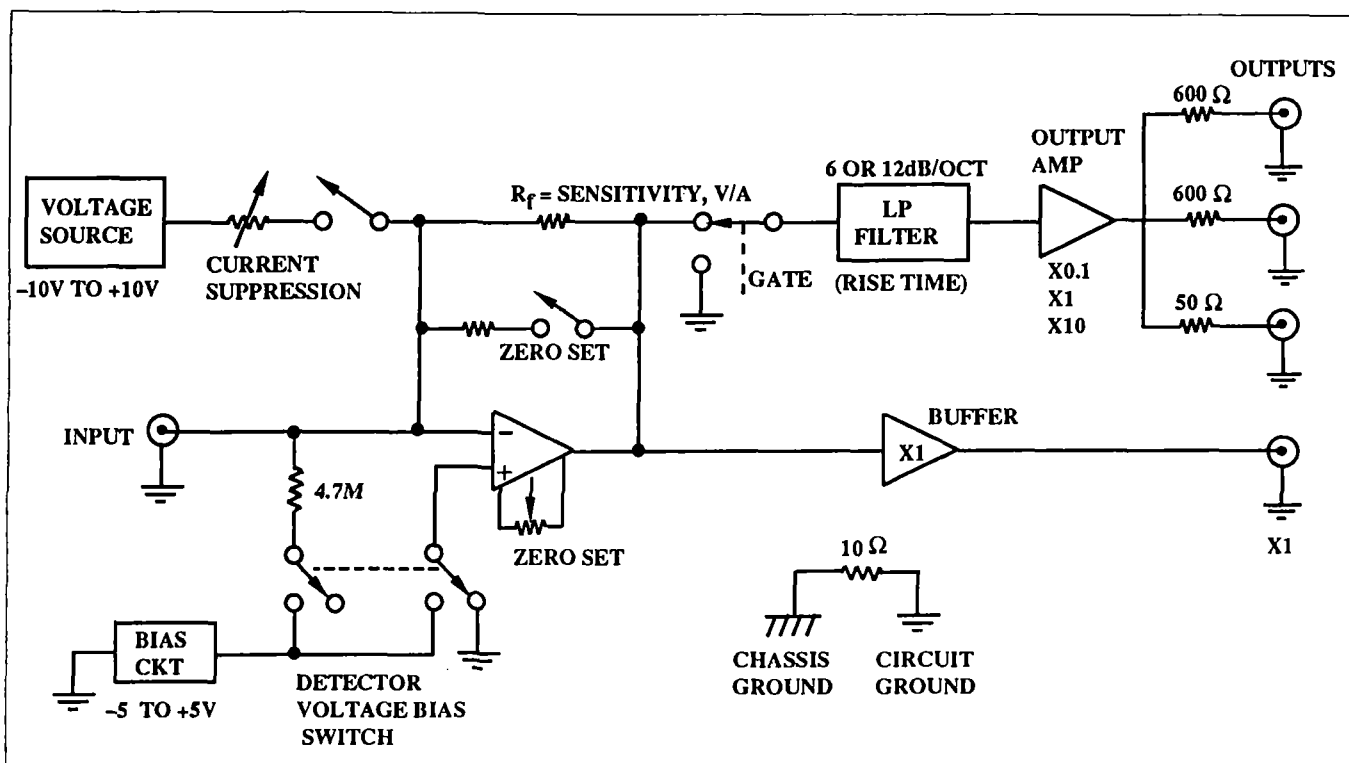 OUTPUTS
600 Ω
OUTPUT
AMP
6 OR 12dB/OCT
Rf = SENSITIVITY, V/A
VOLTAGE
SOURCE
LP
FILTER
600 Ω
CURRENT
SUPPRESSION
–10V TO +10V
GATE
(RISE TIME)
X0.1
X1
X10
50 Ω
ZERO SET
BUFFER
INPUT
–
+
X1
4.7M
ZERO SET
10 Ω
X1
BIAS
CKT
–5 TO +5V
DETECTOR
VOLTAGE BIAS
SWITCH
CHASSIS
GROUND
CIRCUIT
GROUND